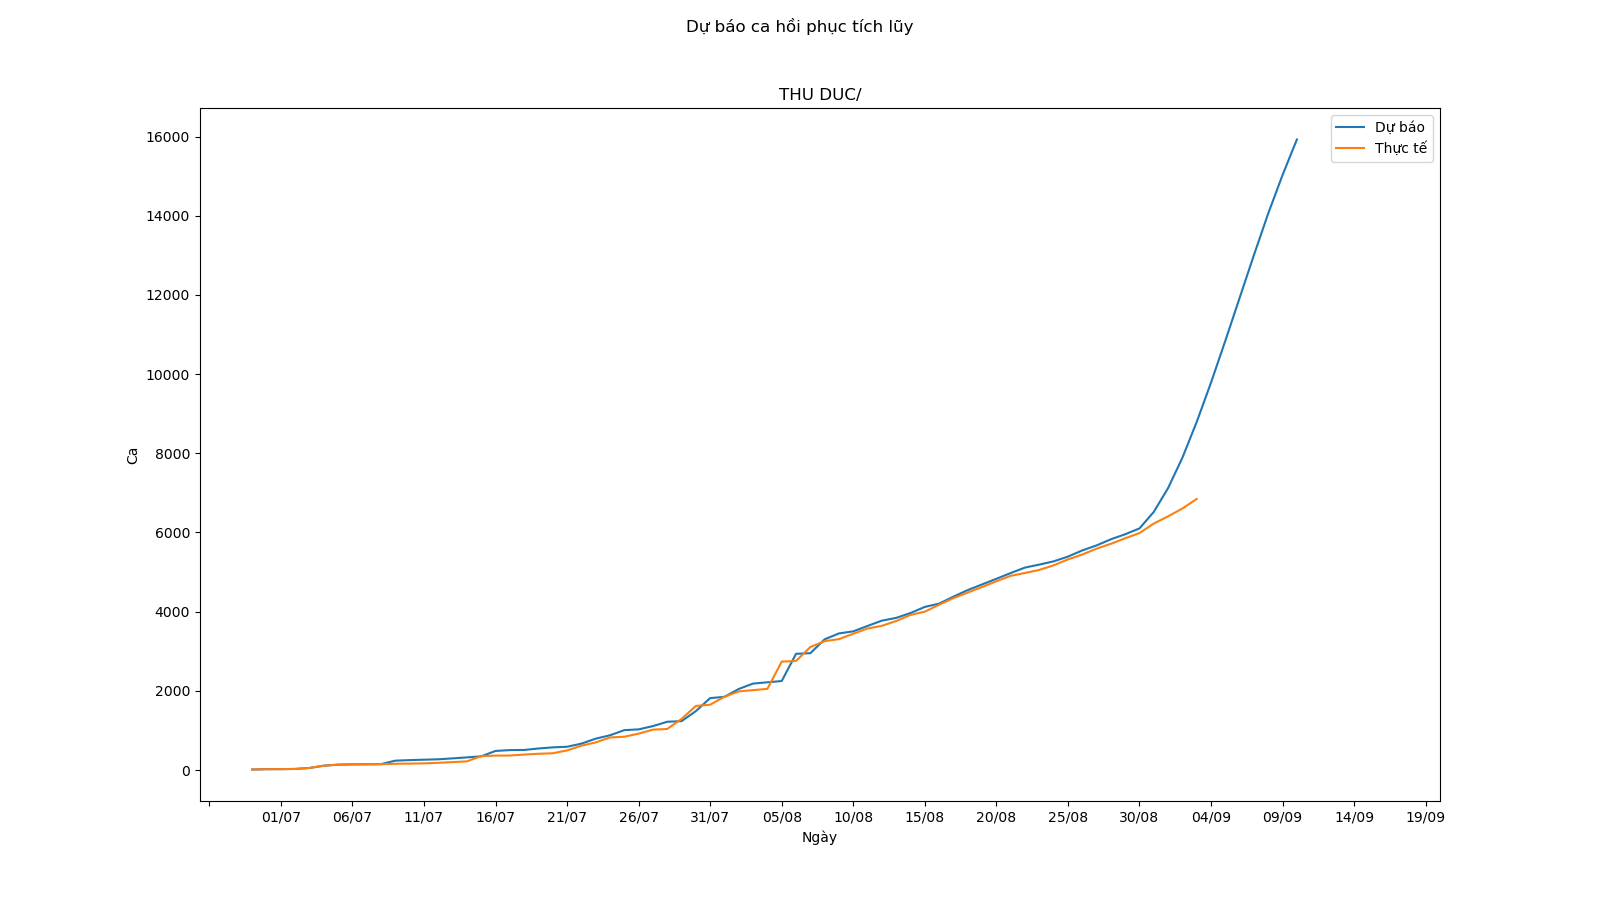 Dự báo ca hồi phục tích lũy
THU DUC/
Dự báo
Thực tế
16000
14000
12000
10000
8000
6000
4000
2000
0
Ca
01/07 06/07 11/07 16/07 21/07 26/07 31/07 05/08 10/08 15/08 20/08 25/08 30/08 04/09 09/09 14/09 19/09
Ngày